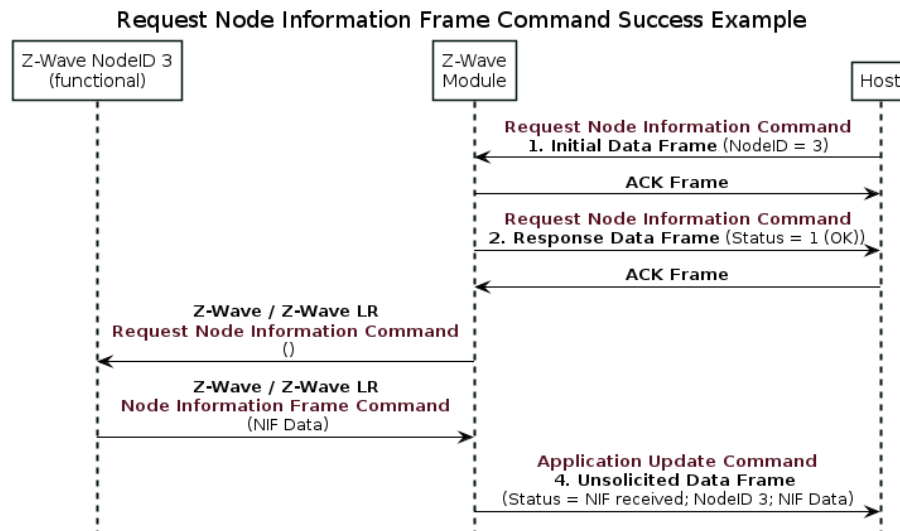 Request Node Information Frame Command Success Example
Z-Wave NodeID 3
(functional)
Z-Wave
Module
Host
Request Node Information Command
1. Initial Data Frame (NodeID = 3)
ACK Frame
Request Node Information Command
2. Response Data Frame (Status = 1 (OK))
ACK Frame
Z-Wave / Z-Wave LR
Request Node Information Command
()
Z-Wave / Z-Wave LR
Node Information Frame Command
(NIF Data)
Application Update Command
4. Unsolicited Data Frame
(Status = NIF received; NodeID 3; NIF Data)